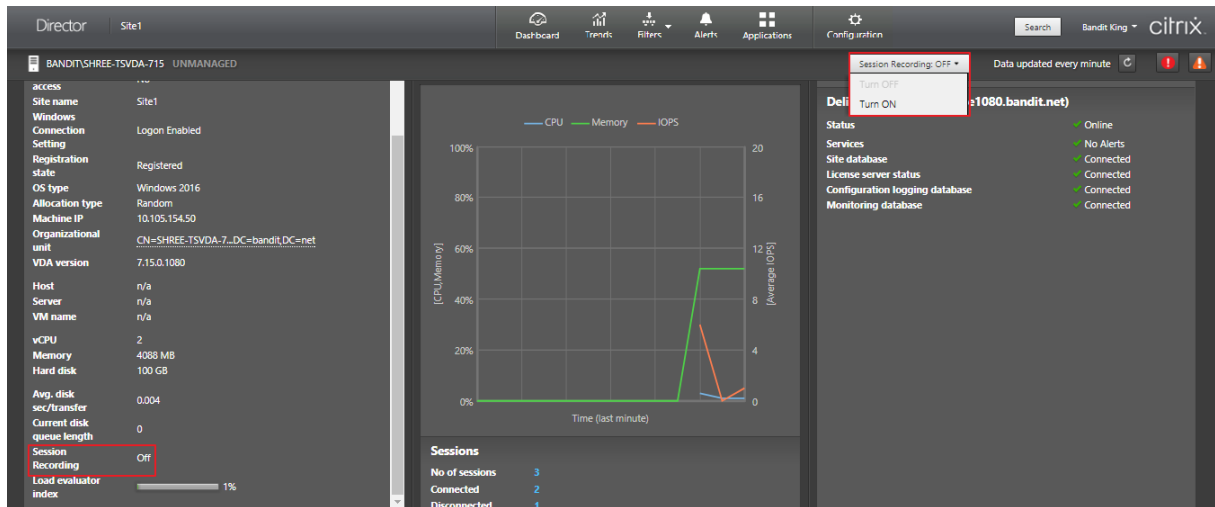 Director Site1
Dashboard Trends Filters Alerts Applications Configuration
Search Bandit King citrix
BANDIT\SHREE-TSVDA-715 UNMANAGED
Session Recording: OFF
Data updated every minute
Turn OFF
Turn ON
access
Site name Site1
Windows
Connection Logon Enabled
Setting
Registration
state Registered
OS type Windows 2016
Allocation type Random
Machine IP 10.105.154.50
Organizational
unit CN=SHREE-TSVDA-7...DC=bandit,DC=net
VDA version 7.15.0.1080
Host n/a
Server n/a
VM name n/a
vCPU 2
Memory 4088 MB
Hard disk 100 GB
Avg. disk
sec/transfer 0.004
Current disk
queue length 0
Session
Recording Off
Load evaluator
index 1%
CPU Memory IOPS
100% 20
80% 16
60% 12
40% 8
20% 4
0% 0
[CPU,Memory]
[Average IOPS]
Time (last minute)
Sessions
No of sessions 3
Connected 2
Disconnected 1
Deli e1080.bandit.net)
Status Online
Services No Alerts
Site database Connected
License server status Connected
Configuration logging database Connected
Monitoring database Connected